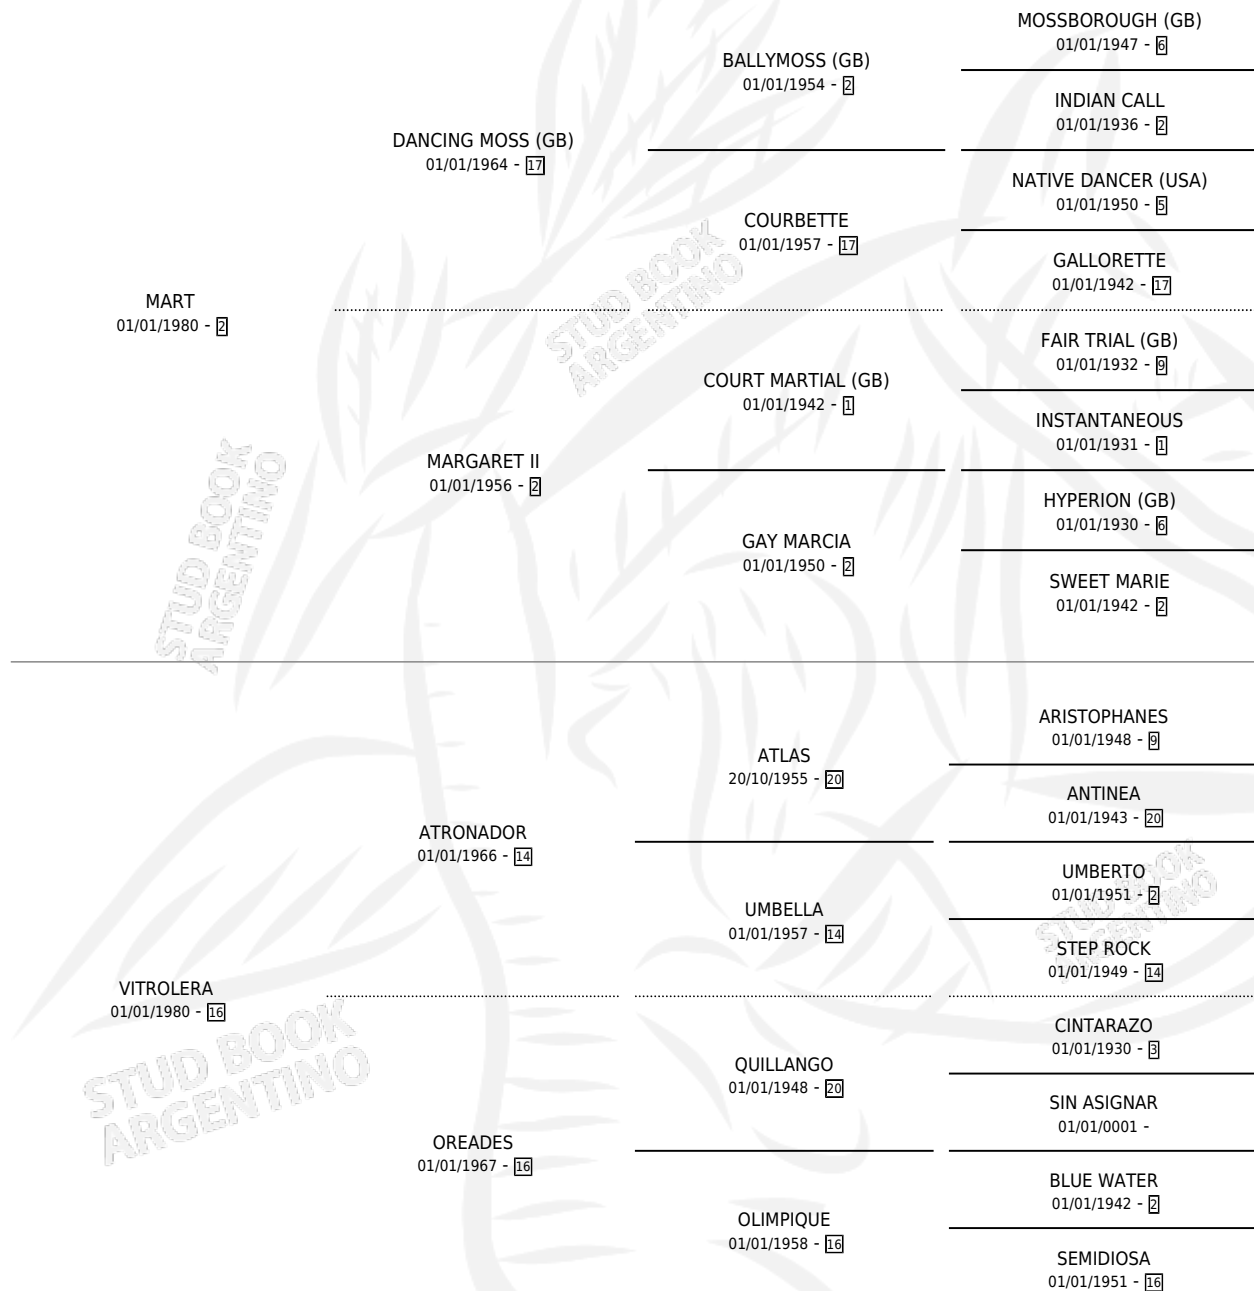 MOSSBOROUGH (GB)
01/01/1947 - 6
BALLYMOSS (GB)
01/01/1954 - 2
INDIAN CALL
01/01/1936 - 2
DANCING MOSS (GB)
01/01/1964 - 17
NATIVE DANCER (USA)
01/01/1950 - 5
COURBETTE
01/01/1957 - 17
GALLORETTE
01/01/1942 - 17
MART
01/01/1980 - 2
FAIR TRIAL (GB)
01/01/1932 - 9
COURT MARTIAL (GB)
01/01/1942 - 1
INSTANTANEOUS
01/01/1931 - 1
MARGARET II
01/01/1956 - 2
HYPERION (GB)
01/01/1930 - 6
GAY MARCIA
01/01/1950 - 2
SWEET MARIE
01/01/1942 - 2
STUD BOOK
ARGENTINO
STUD BOOK
ARGENTINO
ARISTOPHANES
01/01/1948 - 9
ATLAS
20/10/1955 - 20
ANTINEA
01/01/1943 - 20
ATRONADOR
01/01/1966 - 14
UMBERTO
01/01/1951 - 2
UMBELLA
01/01/1957 - 14
STEP ROCK
01/01/1949 - 14
STUD BOOK
ARGENTINO
VITROLERA
01/01/1980 - 16
CINTARAZO
01/01/1930 - 3
QUILLANGO
01/01/1948 - 20
SIN ASIGNAR
01/01/0001 -
OREADES
01/01/1967 - 16
BLUE WATER
01/01/1942 - 2
OLIMPIQUE
01/01/1958 - 16
SEMIDIOSA
01/01/1951 - 16
STUD BOOK
ARGENTINO